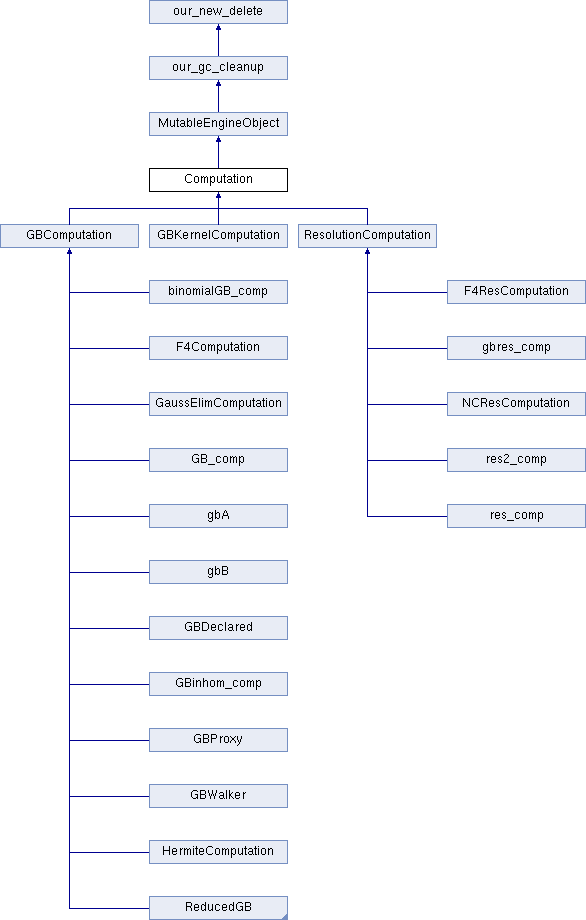 our_new_delete
our_gc_cleanup
MutableEngineObject
Computation
GBComputation
GBKernelComputation
ResolutionComputation
binomialGB_comp
F4ResComputation
F4Computation
gbres_comp
GaussElimComputation
NCResComputation
GB_comp
res2_comp
gbA
res_comp
gbB
GBDeclared
GBinhom_comp
GBProxy
GBWalker
HermiteComputation
ReducedGB